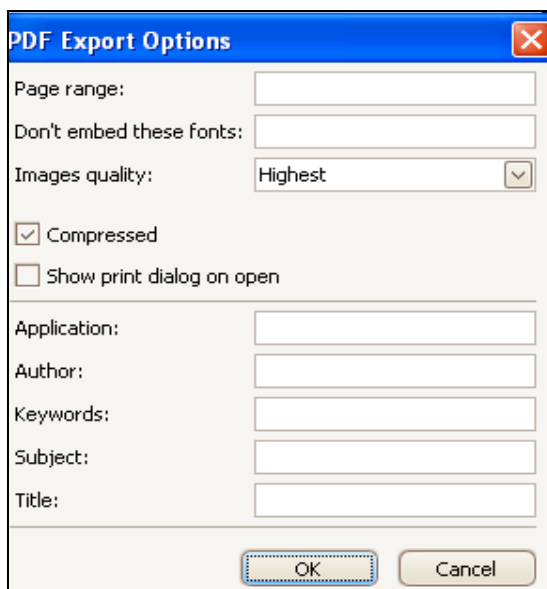 PDF Export Options
Page range:
Don't embed these fonts:
Images quality: Highest
Compressed
Show print dialog on open
Application:
Author:
Keywords:
Subject:
Title:
OK Cancel